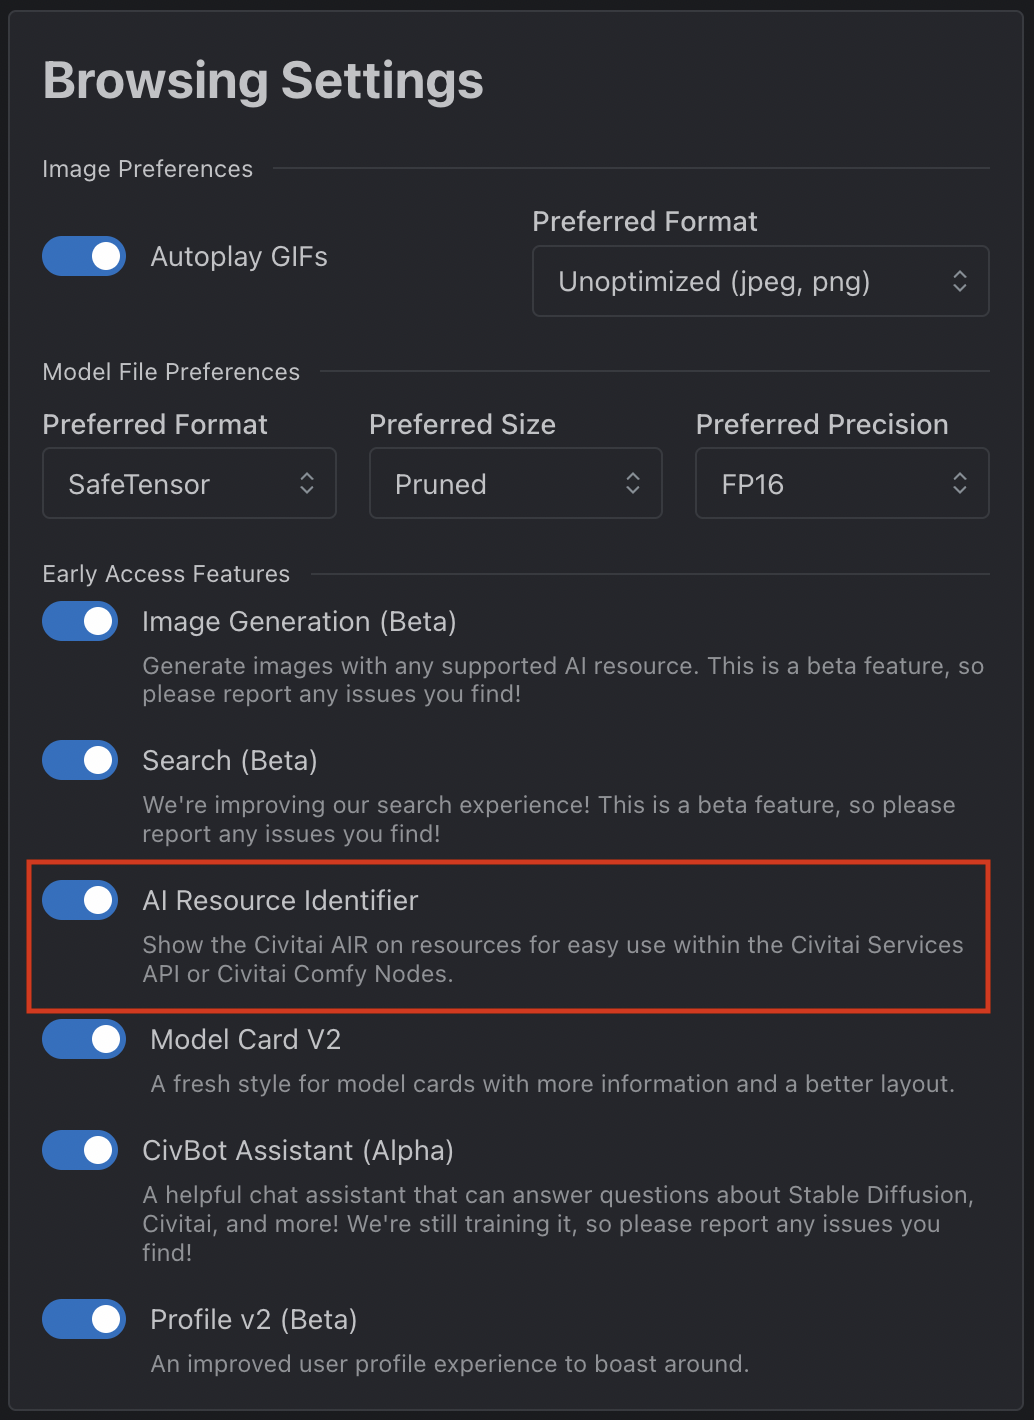 Browsing Settings
Image Preferences
Autoplay GIFs
Preferred Format
Unoptimized (jpeg, png)
Model File Preferences
Preferred Format
Preferred Size
Preferred Precision
SafeTensor
Pruned
FP16
Early Access Features
Image Generation (Beta)
Generate images with any supported AI resource. This is a beta feature, so
please report any issues you find!
Search (Beta)
We're improving our search experience! This is a beta feature, so please
report any issues you find!
AI Resource Identifier
Show the Civitai AIR on resources for easy use within the Civitai Services
API or Civitai Comfy Nodes.
Model Card V2
A fresh style for model cards with more information and a better layout.
CivBot Assistant (Alpha)
A helpful chat assistant that can answer questions about Stable Diffusion,
Civitai, and more! We're still training it, so please report any issues you
find!
Profile v2 (Beta)
An improved user profile experience to boast around.